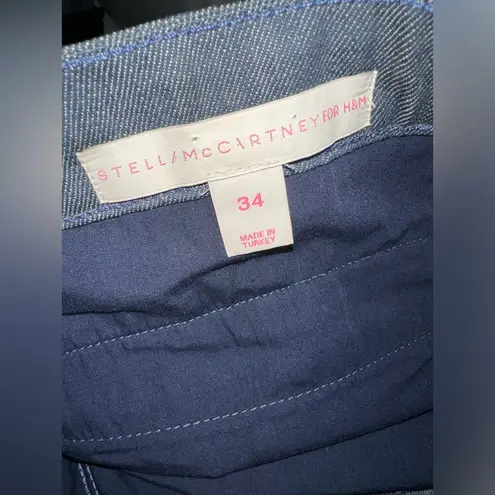 STELLA McCARTNEY FOR H&M
34
MADE IN
TURKEY